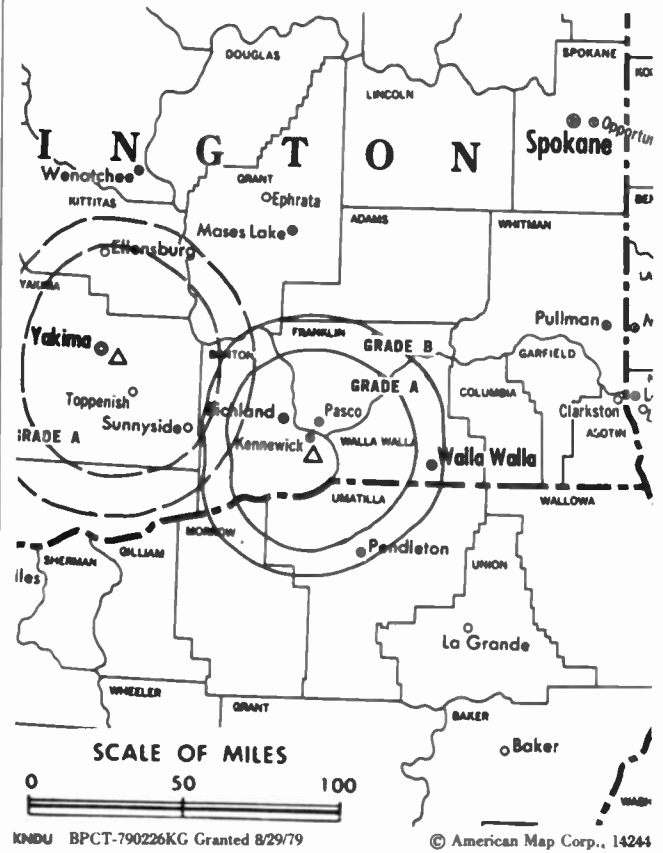 DOUGLAS
SPOKANE
LINCOLN
I N G T O N
Spokane
Wenatchee
GRANT
KITTITAS
Ephrata
ADAMS
WHITMAN
Mases Lake
Ellensburg
YAKIMA
Pullman
FRANKLIN
Yakima
BENTON
GRADE B
GARFIELD
GRADE A
COLUMBIA
Toppenish
Clarkston
Sunnyside
Richland
Pasco
ASOTIN
GRADE A
Kennewick
WALLA WALLA
Walla Walla
UMATILLA
WALLOWA
MORROW
GILLIAM
Pendleton
SHERMAN
UNION
iles
La Grande
WHEELER
GRANT
BAKER
Baker
SCALE OF MILES
0 50 100
WASH
KNDU BPCT-790226KG Granted 8/29/79
© American Map Corp., 14244